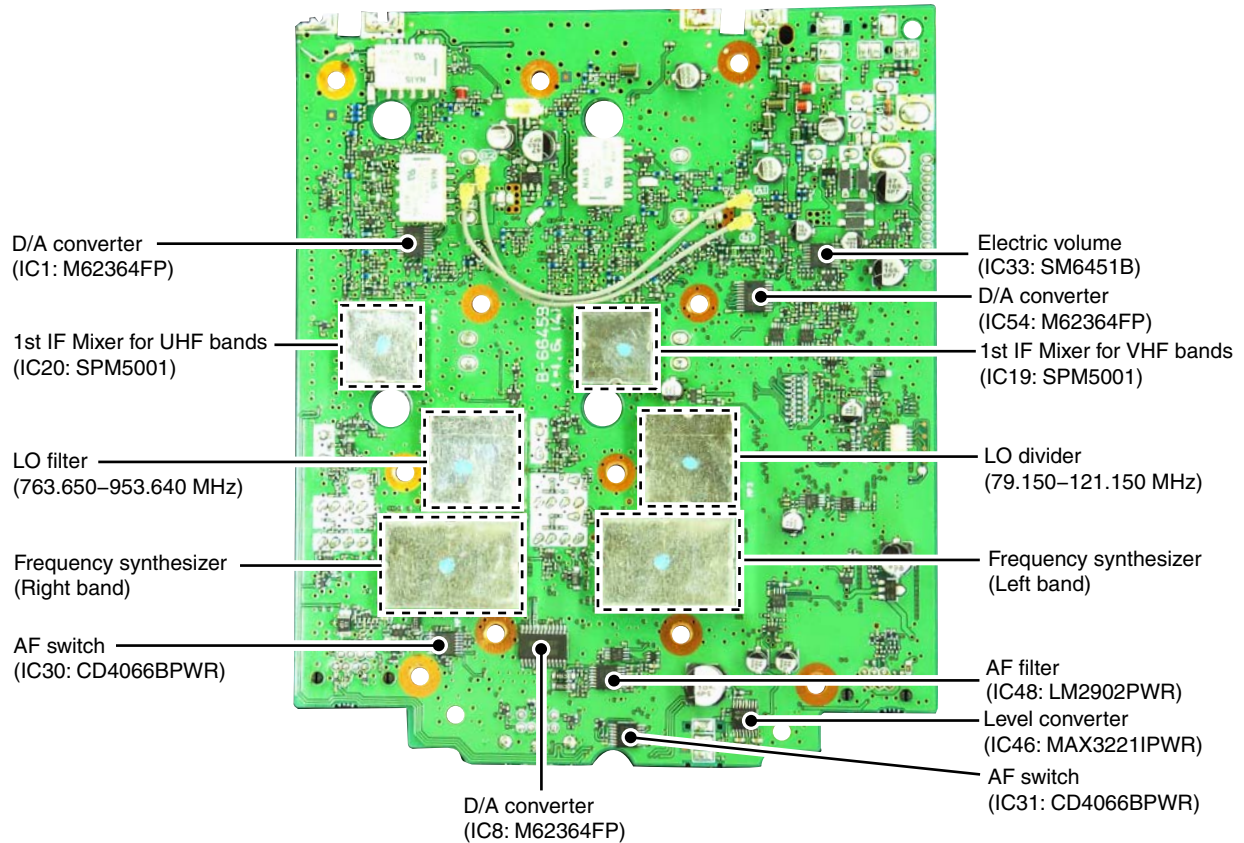 D/A converter
(IC1: M62364FP)
1st IF Mixer for UHF bands
(IC20: SPM5001)
LO filter
(763.650–953.640 MHz)
Frequency synthesizer
(Right band)
AF switch
(IC30: CD4066BPWR)
D/A converter
(IC8: M62364FP)
Electric volume
(IC33: SM6451B)
D/A converter
(IC54: M62364FP)
1st IF Mixer for VHF bands
(IC19: SPM5001)
LO divider
(79.150–121.150 MHz)
Frequency synthesizer
(Left band)
AF filter
(IC48: LM2902PWR)
Level converter
(IC46: MAX3221IPWR)
AF switch
(IC31: CD4066BPWR)
NAIS
NAIS
NAIS